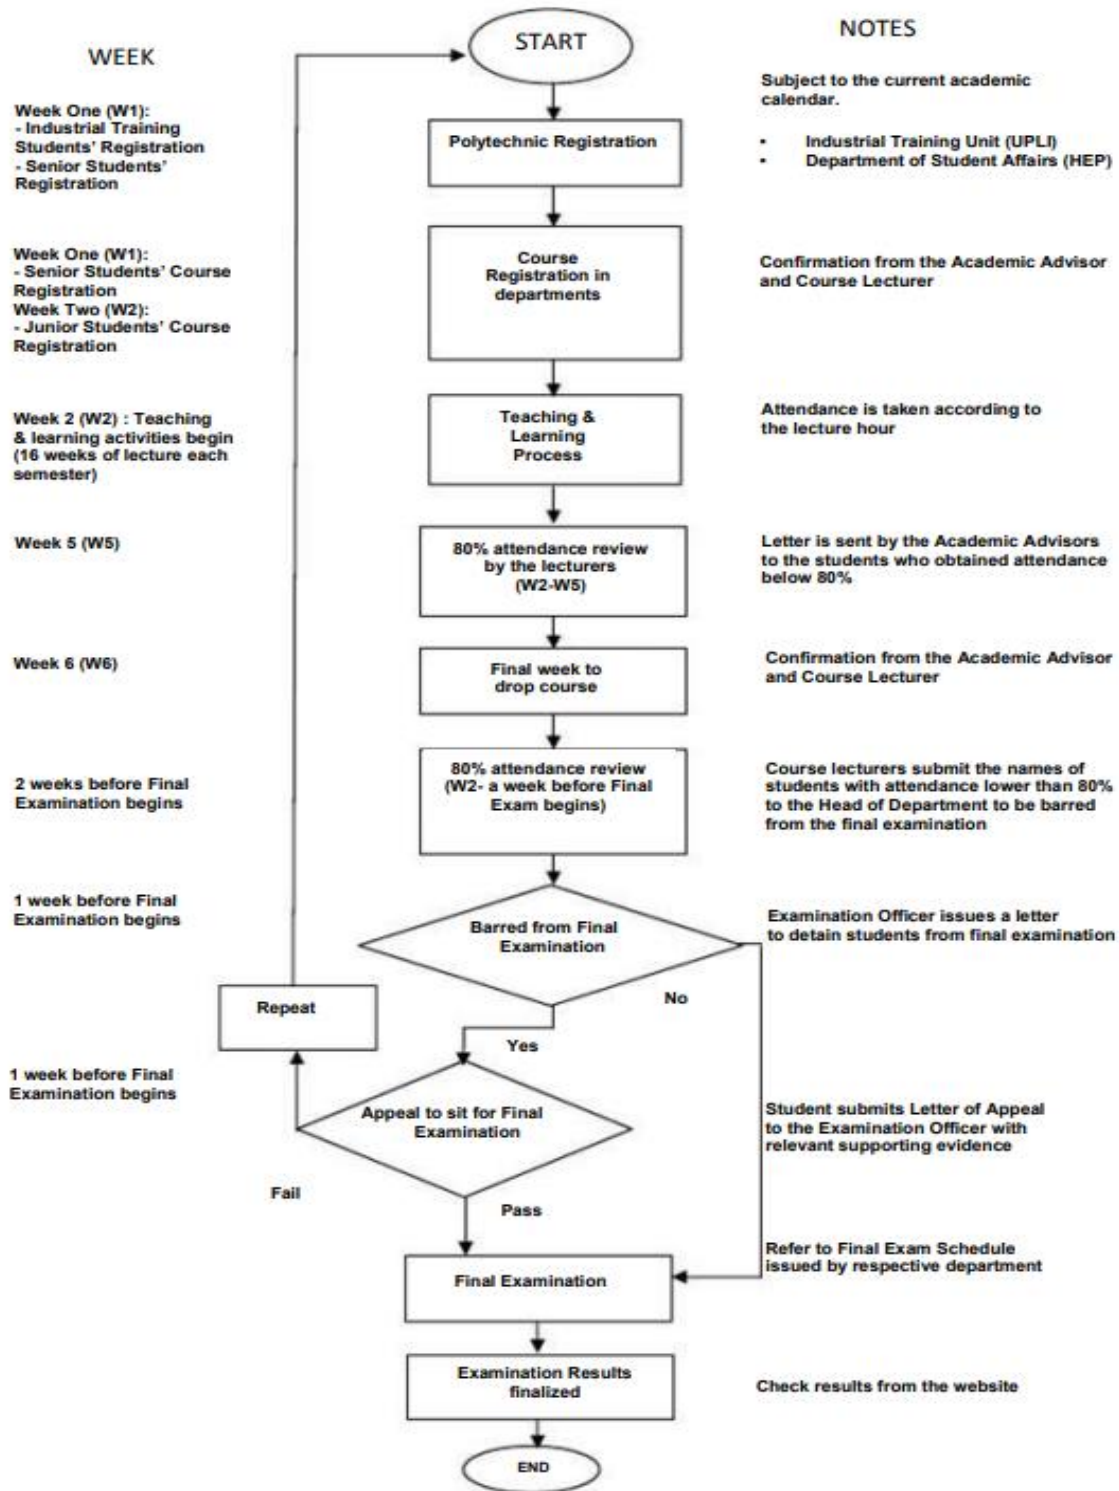 WEEK
START
NOTES
Week One (W1):
- Industrial Training
Students' Registration
- Senior Students'
Registration
Polytechnic Registration
Subject to the current academic
calendar.
• Industrial Training Unit (UPLI)
• Department of Student Affairs (HEP)
Week One (W1):
- Senior Students' Course
Registration
Week Two (W2):
- Junior Students' Course
Registration
Course
Registration in
departments
Confirmation from the Academic Advisor
and Course Lecturer
Week 2 (W2) : Teaching
& learning activities begin
(16 weeks of lecture each
semester)
Teaching &
Learning
Process
Attendance is taken according to
the lecture hour
Week 5 (W5)
80% attendance review
by the lecturers
(W2-W5)
Letter is sent by the Academic Advisors
to the students who obtained attendance
below 80%
Week 6 (W6)
Final week to
drop course
Confirmation from the Academic Advisor
and Course Lecturer
2 weeks before Final
Examination begins
80% attendance review
(W2- a week before Final
Exam begins)
Course lecturers submit the names of
students with attendance lower than 80%
to the Head of Department to be barred
from the final examination
1 week before Final
Examination begins
Barred from Final
Examination
Examination Officer issues a letter
to detain students from final examination
No
Repeat
Yes
1 week before Final
Examination begins
Appeal to sit for Final
Examination
Student submits Letter of Appeal
to the Examination Officer with
relevant supporting evidence
Fail
Pass
Final Examination
Refer to Final Exam Schedule
issued by respective department
Examination Results
finalized
Check results from the website
END